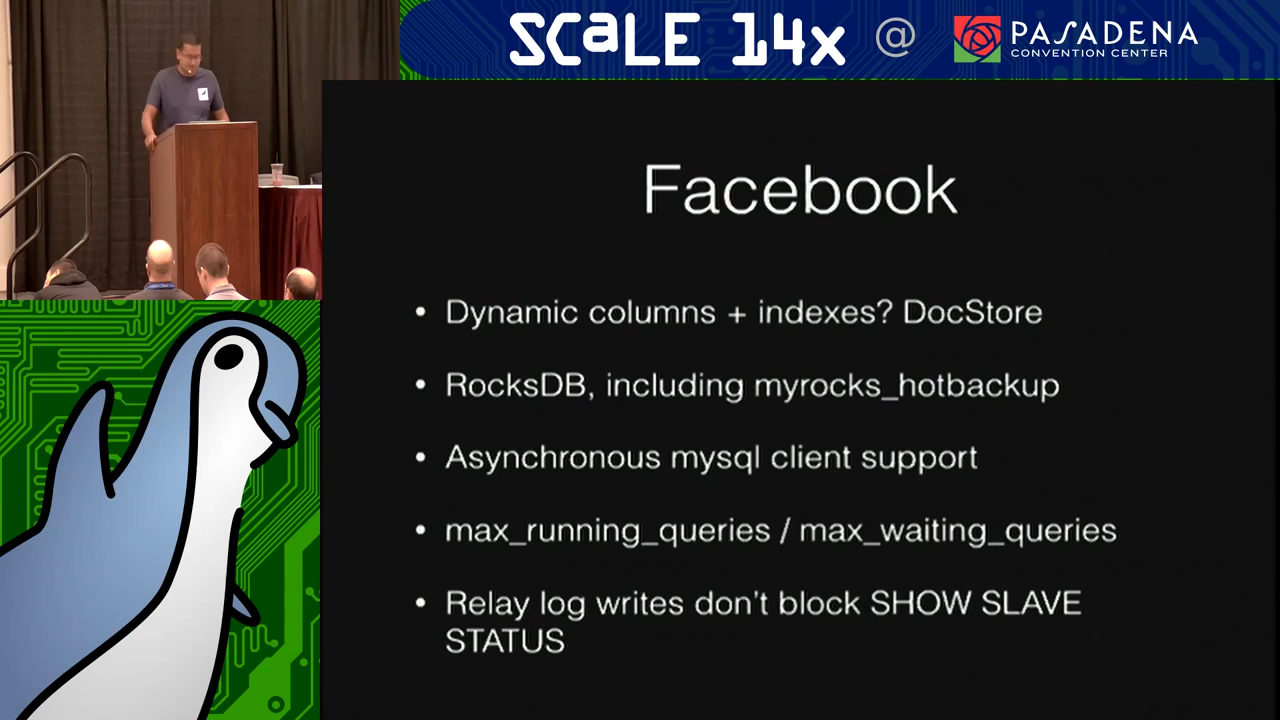 SCALE 14x @ PASADENA
CONVENTION CENTER
Facebook
• Dynamic columns + indexes? DocStore
• RocksDB, including myrocks_hotbackup
• Asynchronous mysql client support
• max_running_queries / max_waiting_queries
• Relay log writes don't block SHOW SLAVE
STATUS